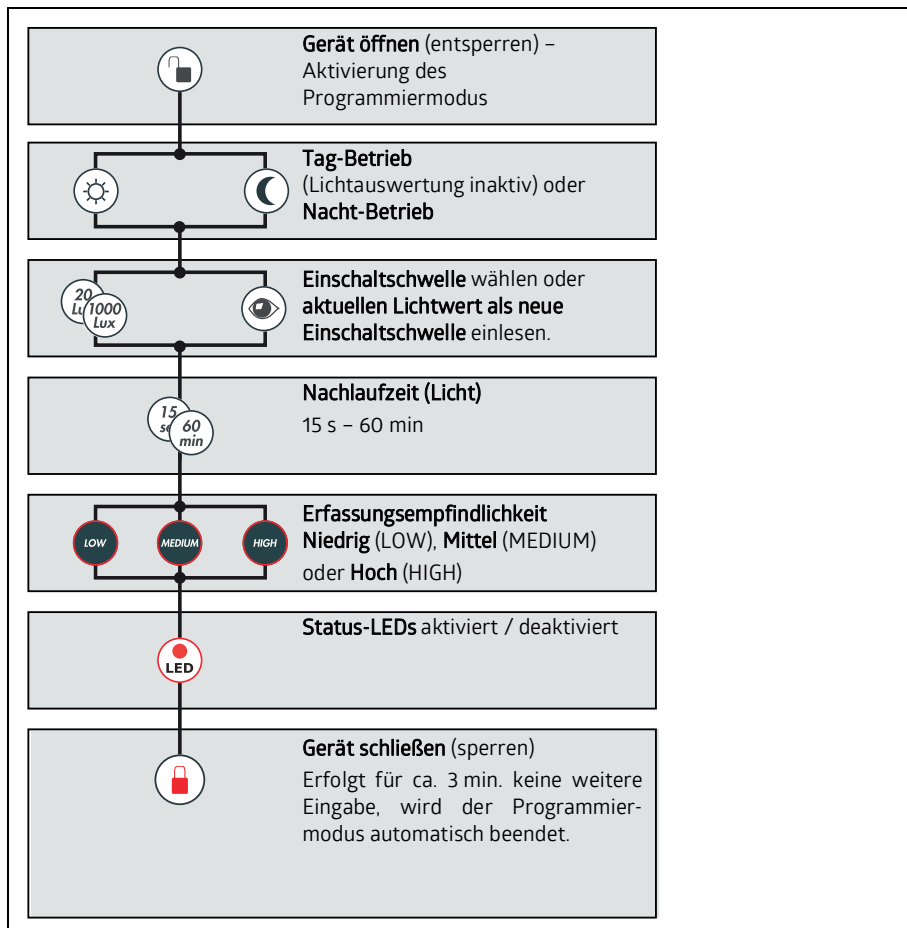 Gerät öffnen (entsperren) –
Aktivierung des
Programmiermodus
Tag-Betrieb
(Lichtauswertung inaktiv) oder
Nacht-Betrieb
20
Lu
1000
Lux
Einschaltschwelle wählen oder
aktuellen Lichtwert als neue
Einschaltschwelle einlesen.
15
se
60
min
Nachlaufzeit (Licht)
15 s – 60 min
LOW
MEDIUM
HIGH
Erfassungsempfindlichkeit
Niedrig (LOW), Mittel (MEDIUM)
oder Hoch (HIGH)
LED
Status-LEDs aktiviert / deaktiviert
Gerät schließen (sperren)
Erfolgt für ca. 3 min. keine weitere
Eingabe, wird der Programmier-
modus automatisch beendet.